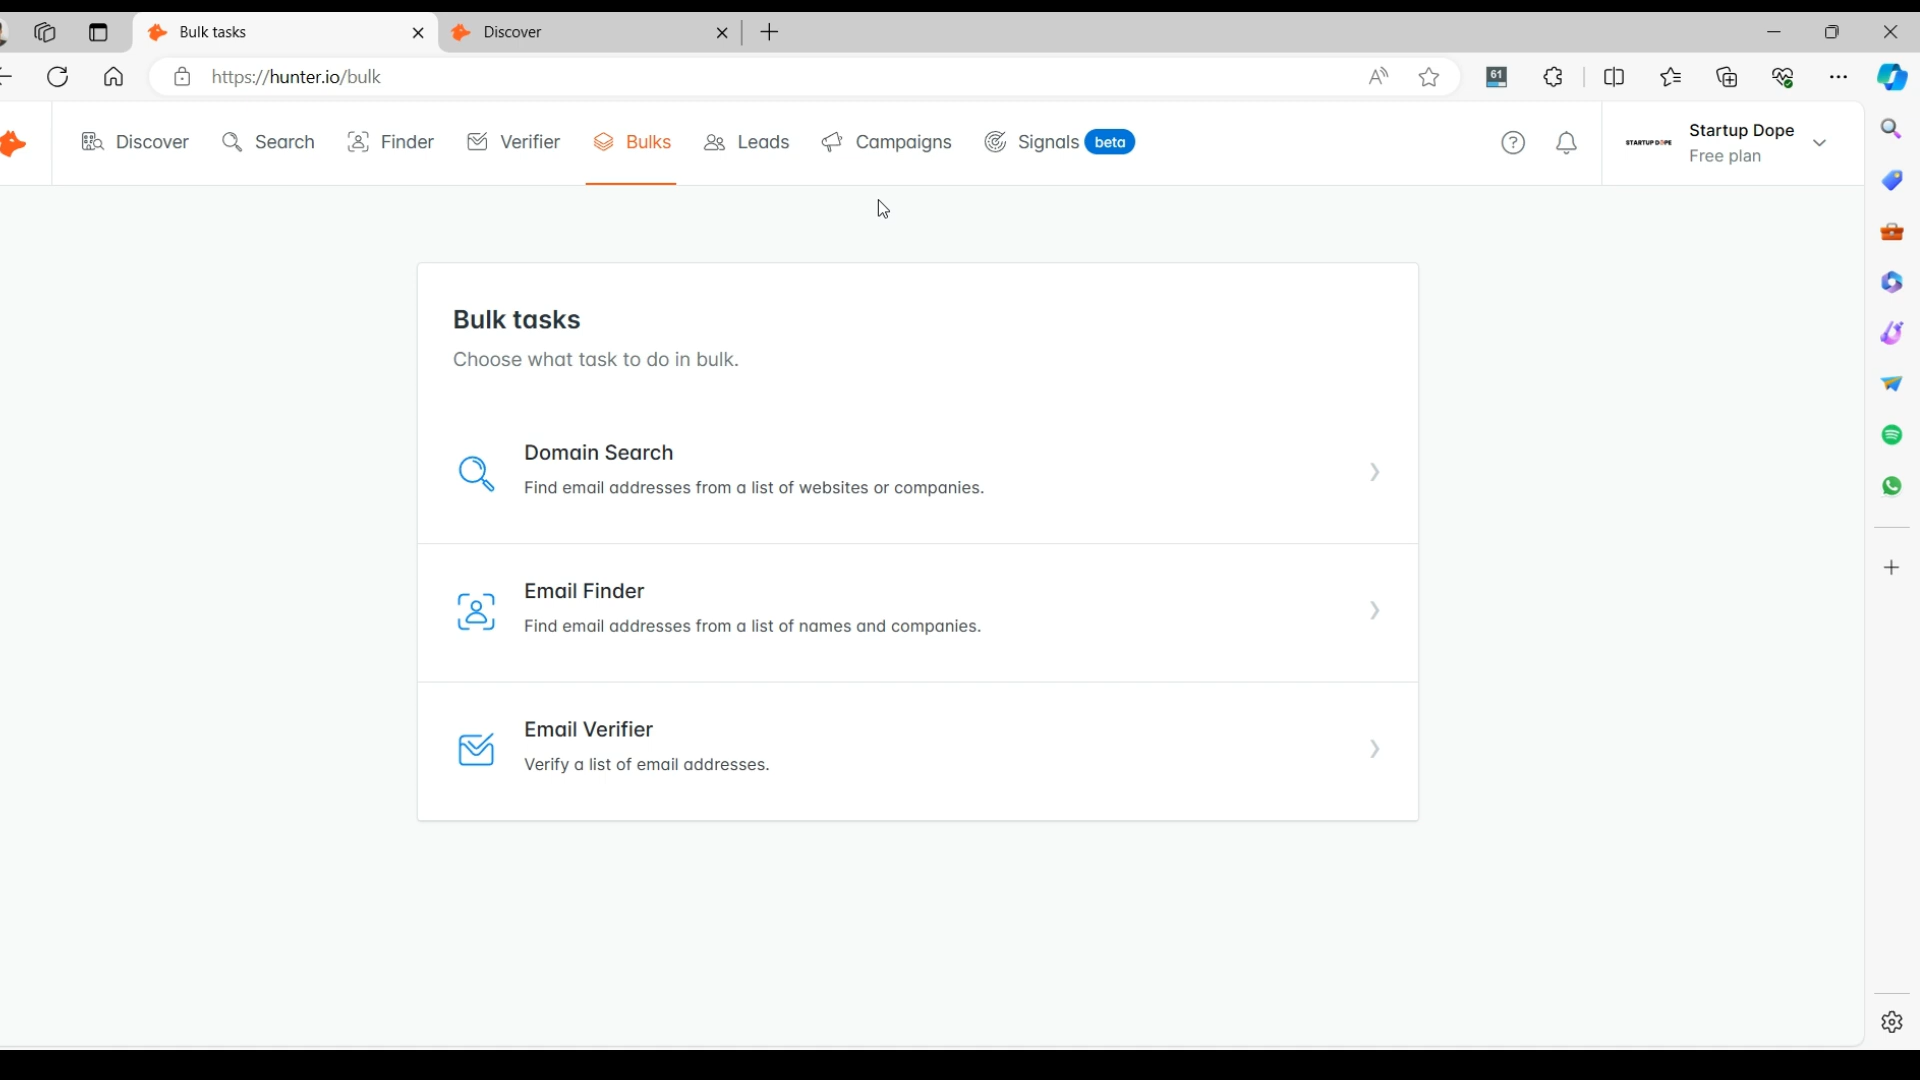 Bulk tasks
Discover
https://hunter.io/bulk
61
Discover
Search
Finder
Verifier
Bulks
Leads
Campaigns
Signals beta
STARTUP DOPE
Startup Dope
Free plan
Bulk tasks
Choose what task to do in bulk.
Domain Search
Find email addresses from a list of websites or companies.
Email Finder
Find email addresses from a list of names and companies.
Email Verifier
Verify a list of email addresses.